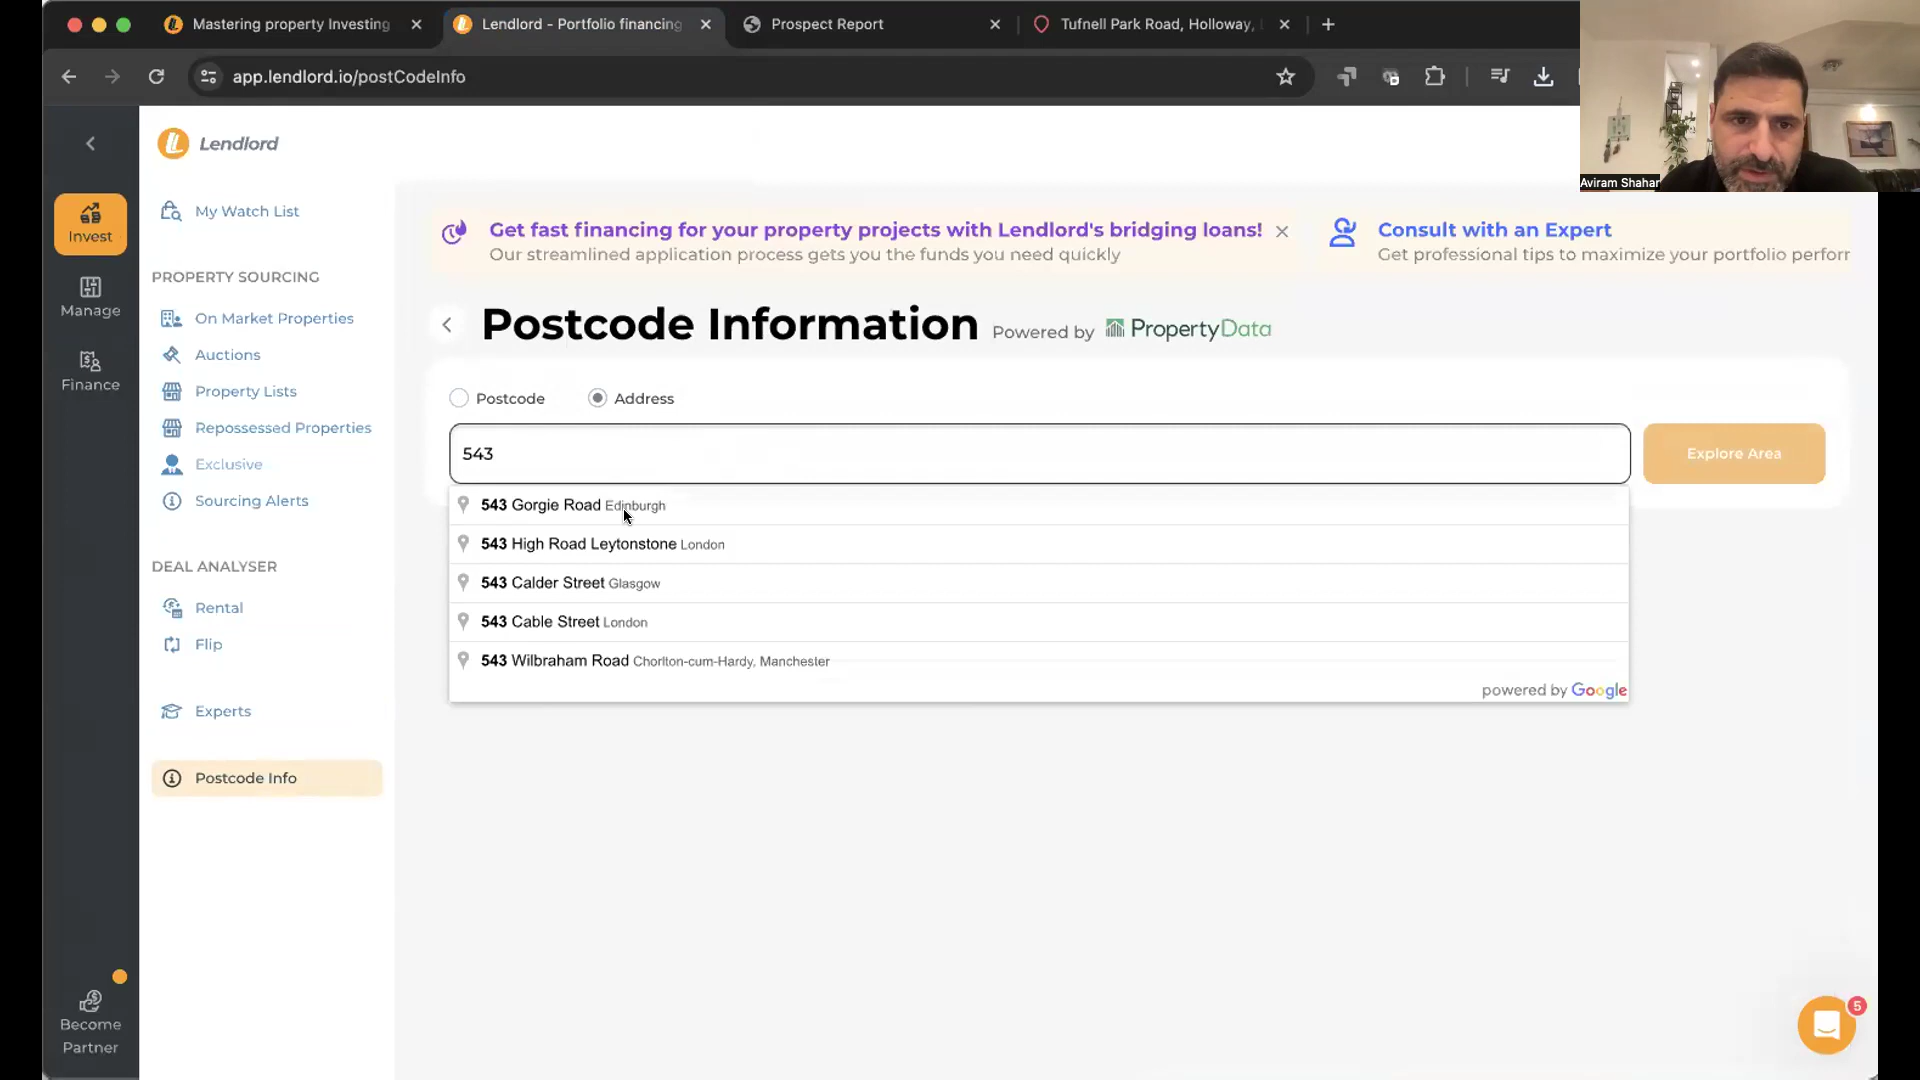 Mastering property Investing
Lendlord - Portfolio financing
Prospect Report
Tufnell Park Road, Holloway,
app.lendlord.io/postCodeInfo
Aviram Shahar
Lendlord
Invest
Manage
Finance
Become
Partner
My Watch List
PROPERTY SOURCING
On Market Properties
Auctions
Property Lists
Repossessed Properties
Exclusive
Sourcing Alerts
DEAL ANALYSER
Rental
Flip
Experts
Postcode Info
Get fast financing for your property projects with Lendlord's bridging loans!
Our streamlined application process gets you the funds you need quickly
Consult with an Expert
Get professional tips to maximize your portfolio perforr
Postcode Information Powered by PropertyData
Postcode Address
543
Explore Area
543 Gorgie Road Edinburgh
543 High Road Leytonstone London
543 Calder Street Glasgow
543 Cable Street London
543 Wilbraham Road Chorlton-cum-Hardy, Manchester
powered by Google
5